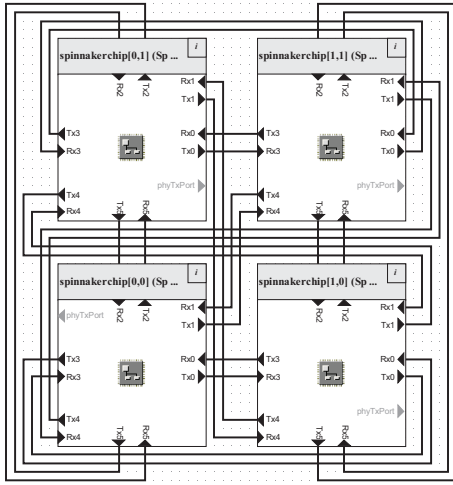 spinnakerchip[0,1] (Sp ... i
Rx2 Tx2
Rx1
Tx1
Tx3 Rx0
Rx3 Tx0
phyTxPort
Tx4
Rx4
Tx5 Rx5
spinnakerchip[1,1] (Sp ... i
Rx2 Tx2
Rx1
Tx1
Tx3 Rx0
Rx3 Tx0
phyTxPort
Tx4
Rx4
Tx5 Rx5
spinnakerchip[0,0] (Sp ... i
Rx2 Tx2
Rx1
phyTxPort
Tx1
Tx3 Rx0
Rx3 Tx0
Tx4
Rx4
Tx5 Rx5
spinnakerchip[1,0] (Sp ... i
Rx2 Tx2
Rx1
Tx1
Tx3 Rx0
Rx3 Tx0
phyTxPort
Tx4
Rx4
Tx5 Rx5